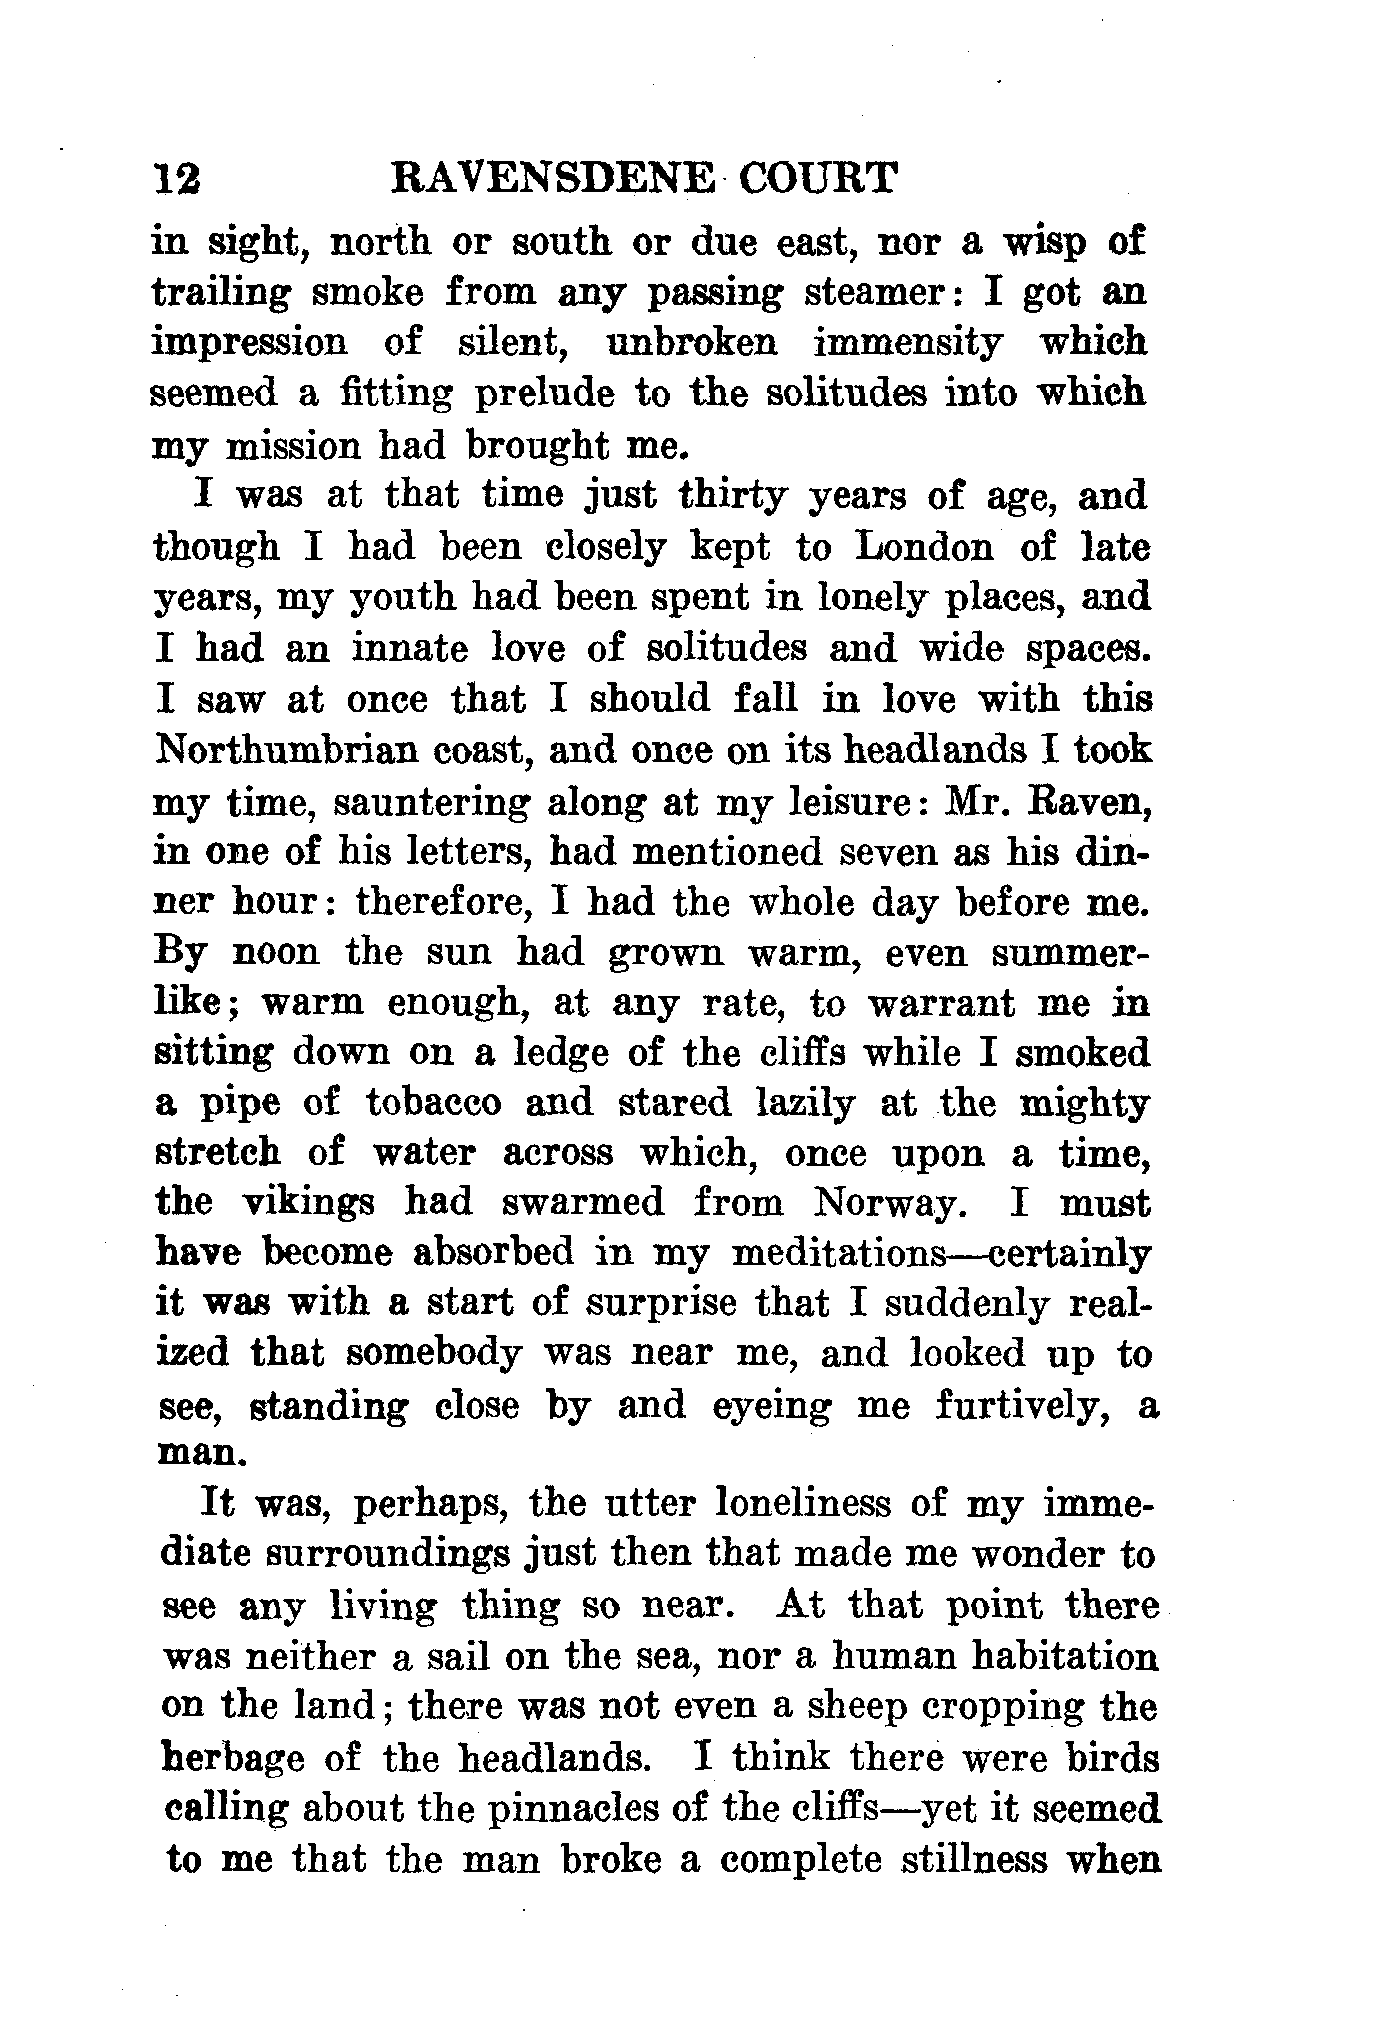 12 RAVENSDENE COURT
in sight, north or south or due east, nor a wisp of
trailing smoke from any passing steamer: I got an
impression of silent, unbroken immensity which
seemed a fitting prelude to the solitudes into which
my mission had brought me.
I was at that time just thirty years of age, and
though I had been closely kept to London of late
years, my youth had been spent in lonely places, and
I had an innate love of solitudes and wide spaces.
I saw at once that I should fall in love with this
Northumbrian coast, and once on its headlands I took
my time, sauntering along at my leisure: Mr. Raven,
in one of his letters, had mentioned seven as his din-
ner hour: therefore, I had the whole day before me.
By noon the sun had grown warm, even summer-
like; warm enough, at any rate, to warrant me in
sitting down on a ledge of the cliffs while I smoked
a pipe of tobacco and stared lazily at the mighty
stretch of water across which, once upon a time,
the vikings had swarmed from Norway. I must
have become absorbed in my meditations—certainly
it was with a start of surprise that I suddenly real-
ized that somebody was near me, and looked up to
see, standing close by and eyeing me furtively, a
man.
It was, perhaps, the utter loneliness of my imme-
diate surroundings just then that made me wonder to
see any living thing so near. At that point there
was neither a sail on the sea, nor a human habitation
on the land; there was not even a sheep cropping the
herbage of the headlands. I think there were birds
calling about the pinnacles of the cliffs—yet it seemed
to me that the man broke a complete stillness when